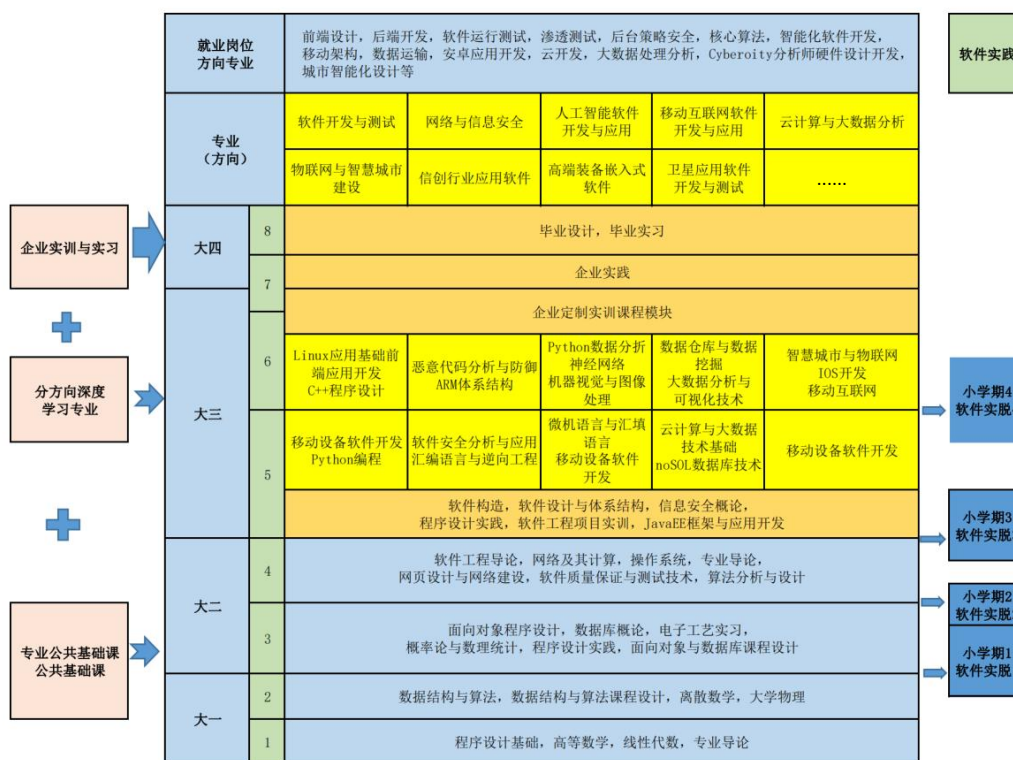 就业岗位
方向专业
前端设计，后端开发，软件运行测试，渗透测试，后台策略安全，核心算法，智能化软件开发，
移动架构，数据运输，安卓应用开发，云开发，大数据处理分析，Cyberoity分析师硬件设计开发，
城市智能化设计等
软件实践
专业
（方向）
软件开发与测试
网络与信息安全
人工智能软件
开发与应用
移动互联网软件
开发与应用
云计算与大数据分析
物联网与智慧城市
建设
信创行业应用软件
高端装备嵌入式
软件
卫星应用软件
开发与测试
……
企业实训与实习
大四
8
毕业设计，毕业实习
7
企业实践
企业定制实训课程模块
分方向深度
学习专业
大三
6
Linux应用基础前
端应用开发
C++程序设计
恶意代码分析与防御
ARM体系结构
Python数据分折
神经网络
机器视觉与图像
处理
数据仓库与数据
挖掘
大数据分析与
可视化技术
智慧城市与物联网
IOS开发
移动互联网
小学期4
软件实脱
5
移动设备软件开发
Python编程
软件安全分析与应用
汇编语言与逆向工程
微机语言与汇填
语言
移动设备软件
开发
云计算与大数据
技术基础
noSOL数据库技术
移动设备软件开发
软件构造，软件设计与体系结构，信息安全概论，
程序设计实践，软件工程项目实训，JavaEE框架与应用开发
小学期3
软件实脱
专业公共基础课
公共基础课
大二
4
软件工程导论，网络及其计算，操作系统，专业导论，
网页设计与网络建设，软件质量保证与测试技术，算法分析与设计
小学期2
软件实脱
3
面向对象程序设计，数据库概论，电子工艺实习，
概率论与数理统计，程序设计实践，面向对象与数据库课程设计
小学期1
软件实脱
大一
2
数据结构与算法，数据结构与算法课程设计，离散数学，大学物理
1
程序设计基础，高等数学，线性代数，专业导论